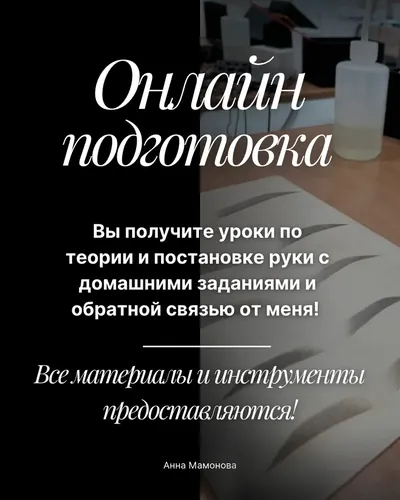 Онлайн
подготовка
Вы получите уроки по
теории и постановке руки с
домашними заданиями и
обратной связью от меня!
Все материалы и инструменты
предоставляются!
Анна Мамонова